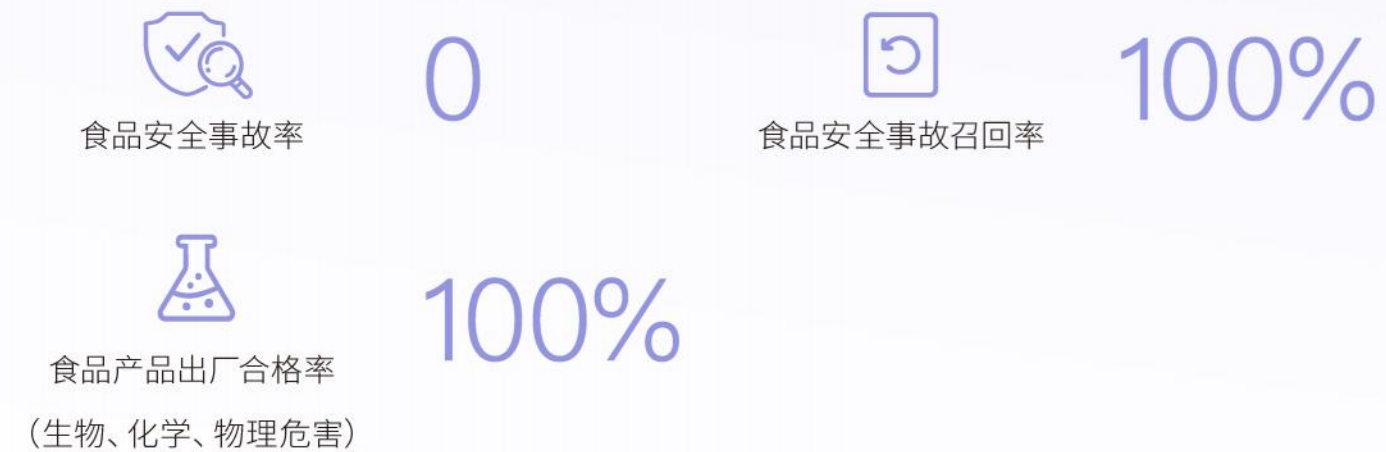 0
食品安全事故率
100%
食品安全事故召回率
100%
食品产品出厂合格率
（生物、化学、物理危害）